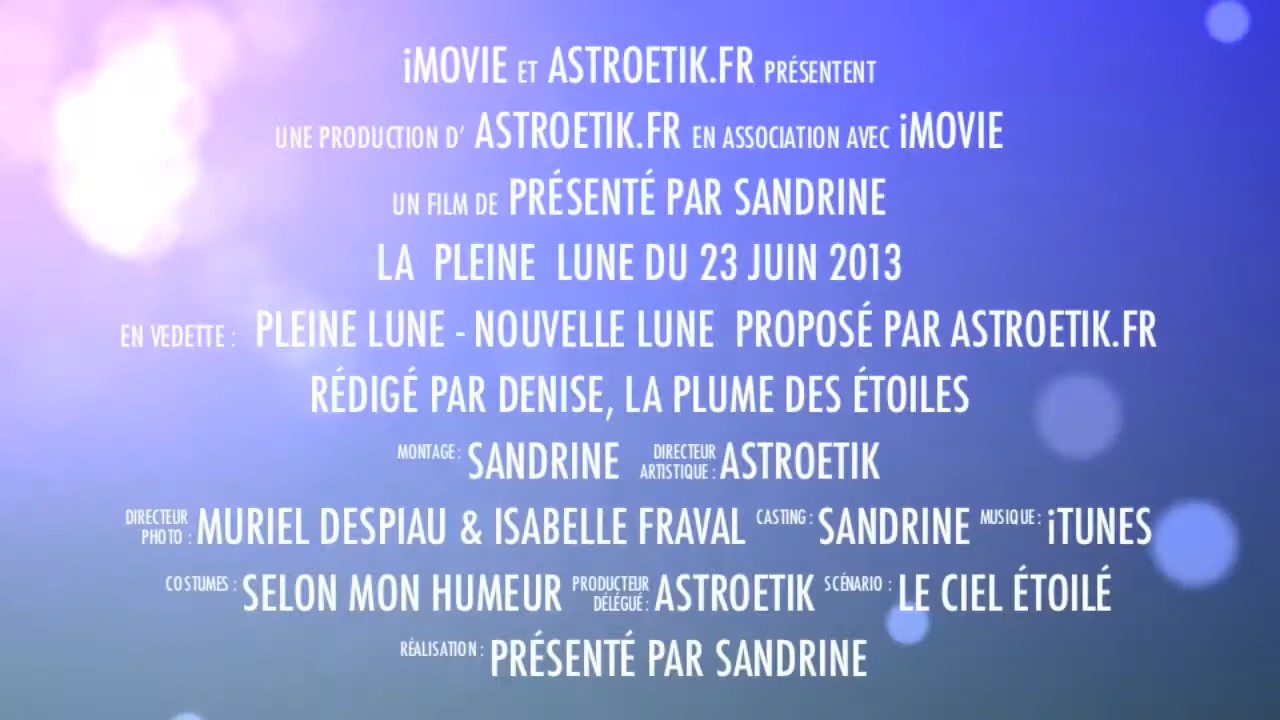 iMOVIE ET ASTROETIK.FR PRÉSENTENT
UNE PRODUCTION D’ ASTROETIK.FR EN ASSOCIATION AVEC iMOVIE
UN FILM DE PRÉSENTÉ PAR SANDRINE
LA PLEINE LUNE DU 23 JUIN 2013
EN VEDETTE : PLEINE LUNE - NOUVELLE LUNE PROPOSÉ PAR ASTROETIK.FR
RÉDIGÉ PAR DENISE, LA PLUME DES ÉTOILES
MONTAGE : SANDRINE DIRECTEUR ARTISTIQUE : ASTROETIK
DIRECTEUR PHOTO : MURIEL DESPIAU & ISABELLE FRAVAL CASTING : SANDRINE MUSIQUE : iTUNES
COSTUMES : SELON MON HUMEUR PRODUCTEUR DÉLÉGUÉ : ASTROETIK SCÉNARIO : LE CIEL ÉTOILÉ
RÉALISATION : PRÉSENTÉ PAR SANDRINE